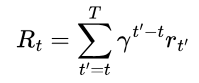 $R_t = \sum_{t'=t}^{T} \gamma^{t'-t} r_{t'}$